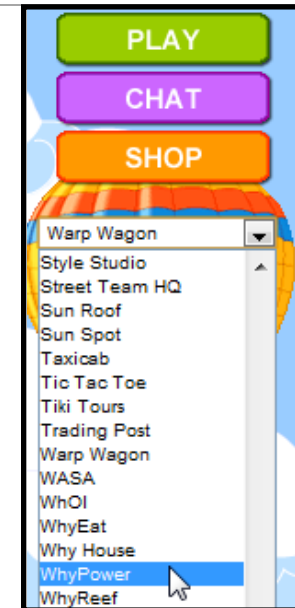 PLAY
CHAT
SHOP
Warp Wagon
Style Studio
Street Team HQ
Sun Roof
Sun Spot
Taxicab
Tic Tac Toe
Tiki Tours
Trading Post
Warp Wagon
WASA
WhOI
WhyEat
Why House
WhyPower
WhyReef